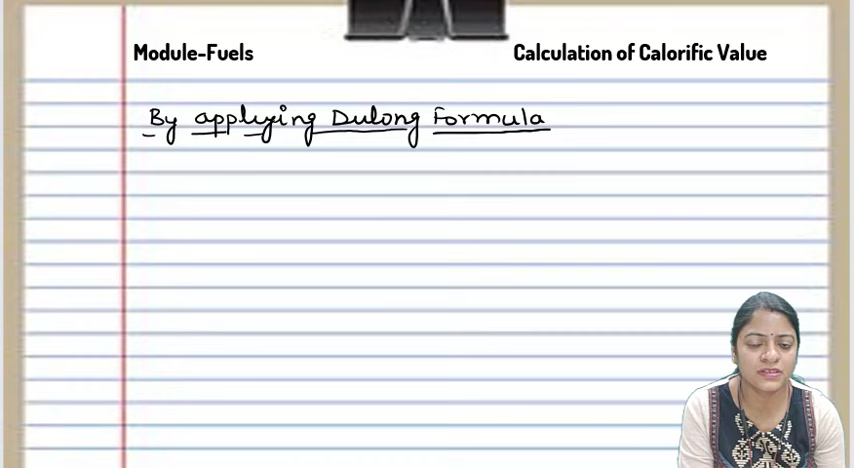 Module-Fuels
Calculation of Calorific Value
By applying Dulong Formula